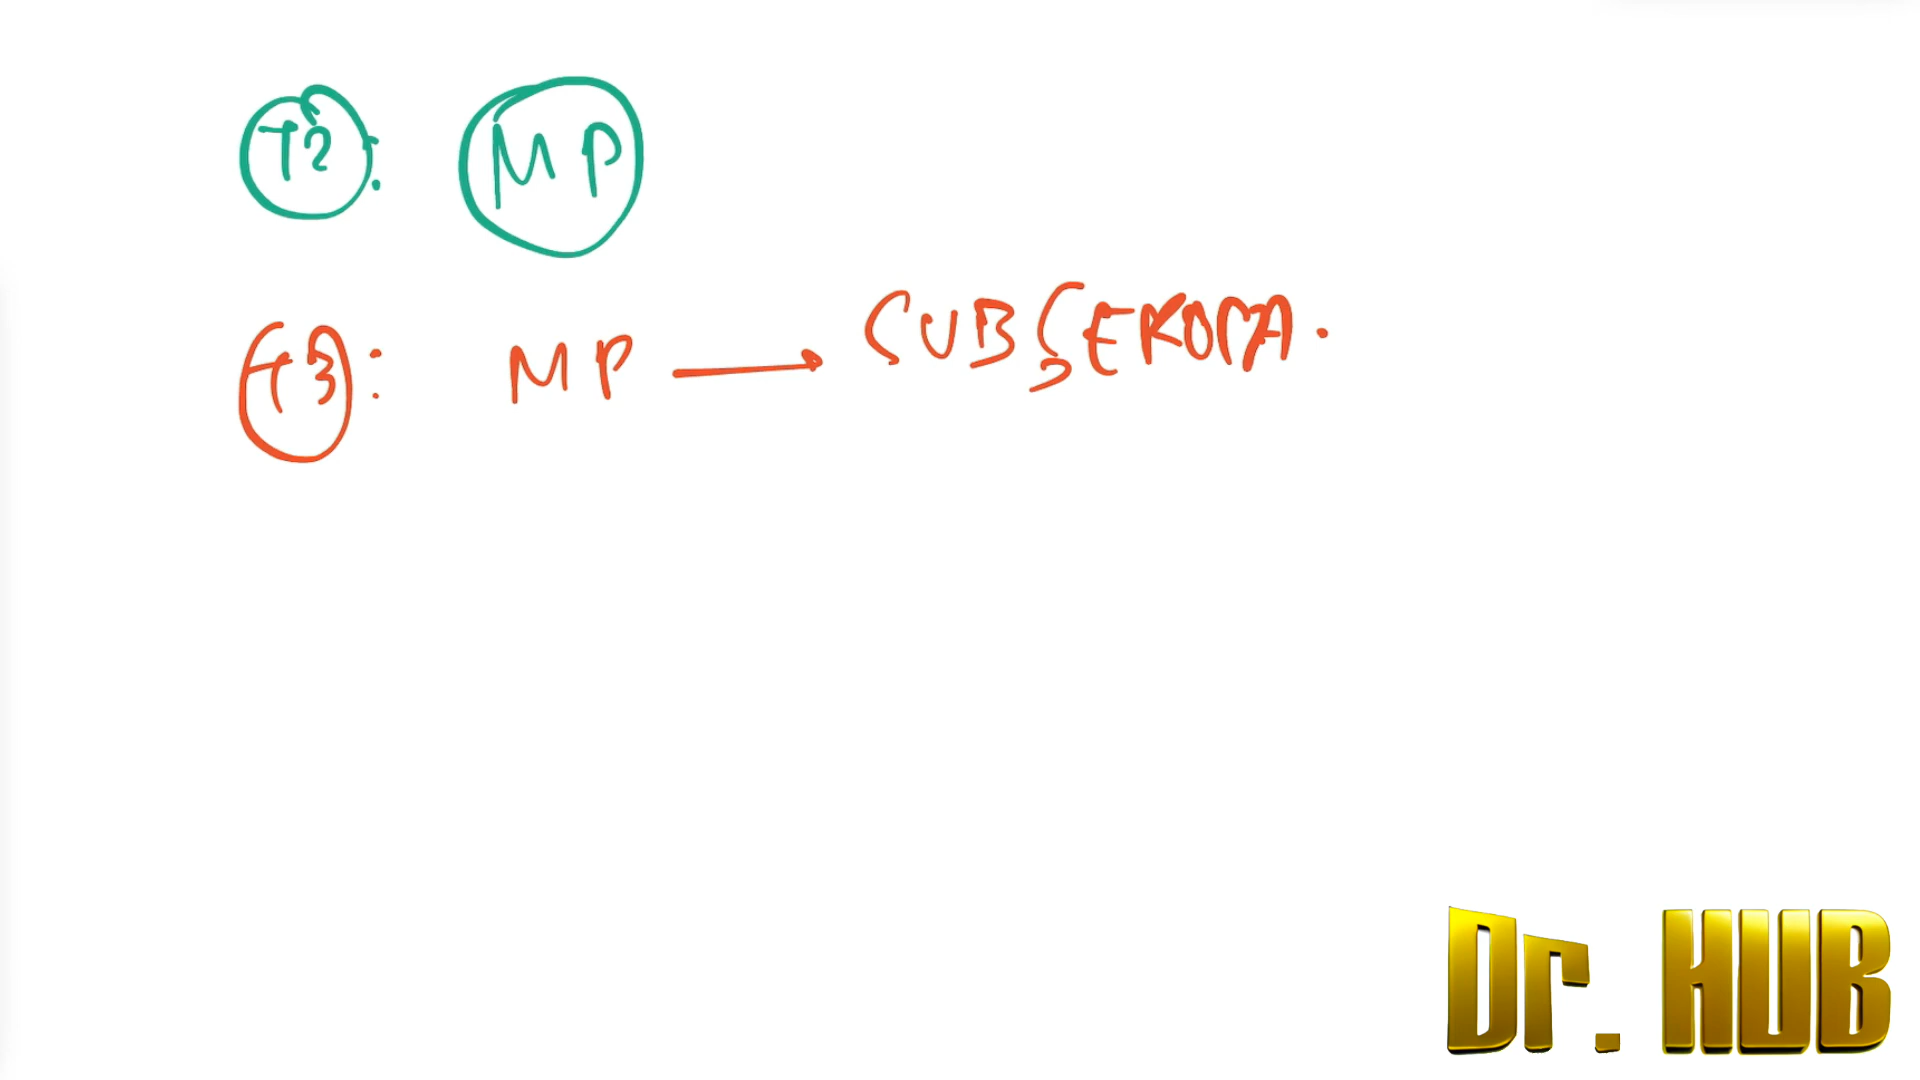 T2: MP
T3: MP → SUBSEROSA.
Dr. HUB